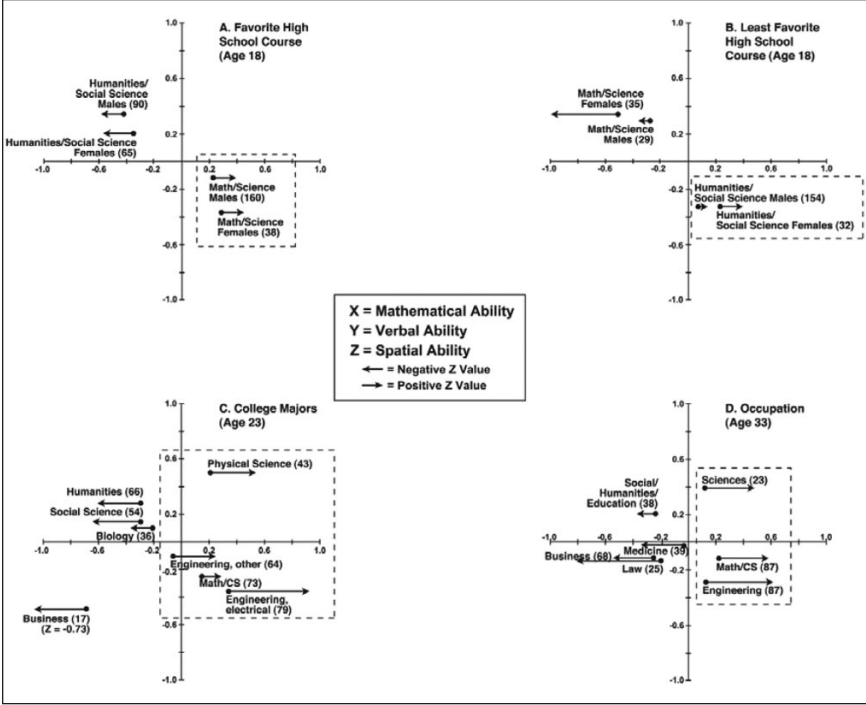 A. Favorite High
School Course
(Age 18)
1.0
0.6
0.2
-0.2
-0.6
-1.0
-1.0
-0.6
-0.2
0.2
0.6
1.0
Humanities/
Social Science
Males (90)
Humanities/Social Science
Females (65)
Math/Science
Males (160)
Math/Science
Females (38)
B. Least Favorite
High School
Course (Age 18)
1.0
0.6
0.2
-0.2
-0.6
-1.0
-1.0
-0.6
-0.2
0.2
0.6
1.0
Math/Science
Females (35)
Math/Science
Males (29)
Humanities/
Social Science Males (154)
Humanities/
Social Science Females (32)
X = Mathematical Ability
Y = Verbal Ability
Z = Spatial Ability
= Negative Z Value
= Positive Z Value
C. College Majors
(Age 23)
1.0
0.6
0.2
-0.2
-0.6
-1.0
-1.0
-0.6
-0.2
0.2
0.6
1.0
Physical Science (43)
Humanities (66)
Social Science (54)
Biology (36)
Engineering, other (64)
Math/CS (73)
Engineering,
electrical (79)
Business (17)
(Z = -0.73)
D. Occupation
(Age 33)
1.0
0.6
0.2
-0.2
-0.6
-1.0
-1.0
-0.6
-0.2
0.2
0.6
1.0
Sciences (23)
Social/
Humanities/
Education (38)
Medicine (39)
Business (68)
Law (25)
Math/CS (87)
Engineering (87)